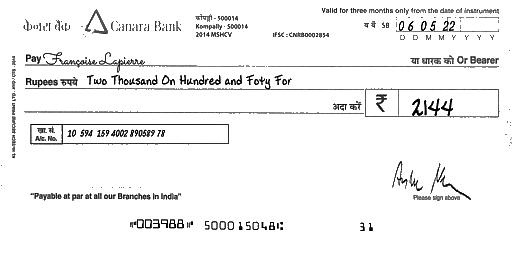 केनरा बैंक Canara Bank
कोंपल्ली - 500014
Kompally - 500014
2014 MSHCV
IFSC : CNRB0002854
Valid for three months only from the date of instrument
SB 06 05 22
D D M M Y Y Y Y
Pay Françoise Lapierre या धारक को Or Bearer
Rupees रुपये Two Thousand On Hundred and Foty For
अदा करें ₹ 2144
खा. सं.
A/c. No. 10 594 159 4002 890589 78
Please sign above
"Payable at par at all our Branches in India"
⑈003988⑈ 500015048⑆ 31